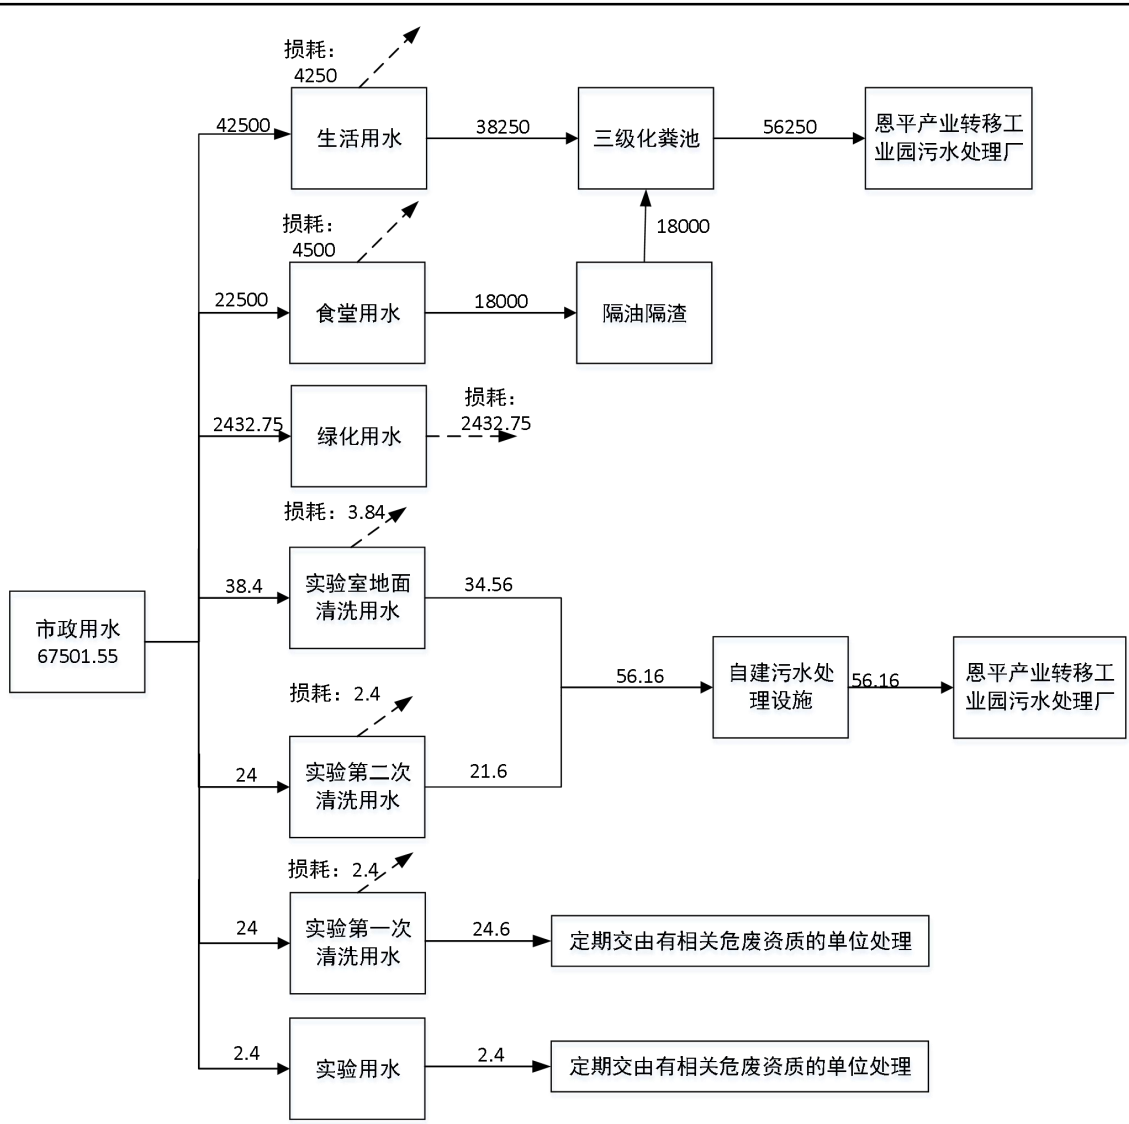 损耗：
4250
42500
生活用水
38250
三级化粪池
56250
恩平产业转移工
业园污水处理厂
损耗：
4500
18000
22500
食堂用水
18000
隔油隔渣
损耗：
2432.75
2432.75
绿化用水
损耗：3.84
38.4
实验室地面
清洗用水
34.56
市政用水
67501.55
56.16
自建污水处
理设施
56.16
恩平产业转移工
业园污水处理厂
损耗：2.4
24
实验第二次
清洗用水
21.6
损耗：2.4
24
实验第一次
清洗用水
24.6
定期交由有相关危废资质的单位处理
2.4
实验用水
2.4
定期交由有相关危废资质的单位处理